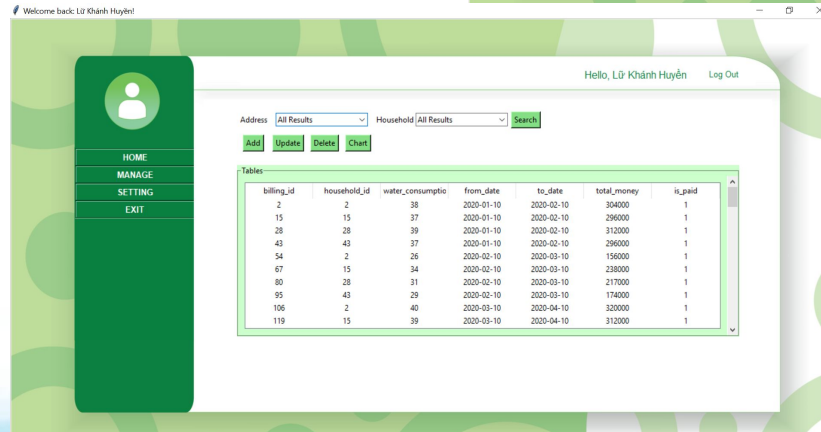 Welcome back: Lữ Khánh Huyền!
Hello, Lữ Khánh Huyền Log Out
Address All Results Household All Results Search
Add Update Delete Chart
HOME
MANAGE
SETTING
EXIT
Tables
billing_id household_id water_consumptio from_date to_date total_money is_paid
2 2 38 2020-01-10 2020-02-10 304000 1
15 15 37 2020-01-10 2020-02-10 296000 1
28 28 39 2020-01-10 2020-02-10 312000 1
43 43 37 2020-01-10 2020-02-10 296000 1
54 2 26 2020-02-10 2020-03-10 156000 1
67 15 34 2020-02-10 2020-03-10 238000 1
80 28 31 2020-02-10 2020-03-10 217000 1
95 43 29 2020-02-10 2020-03-10 174000 1
106 2 40 2020-03-10 2020-04-10 320000 1
119 15 39 2020-03-10 2020-04-10 312000 1